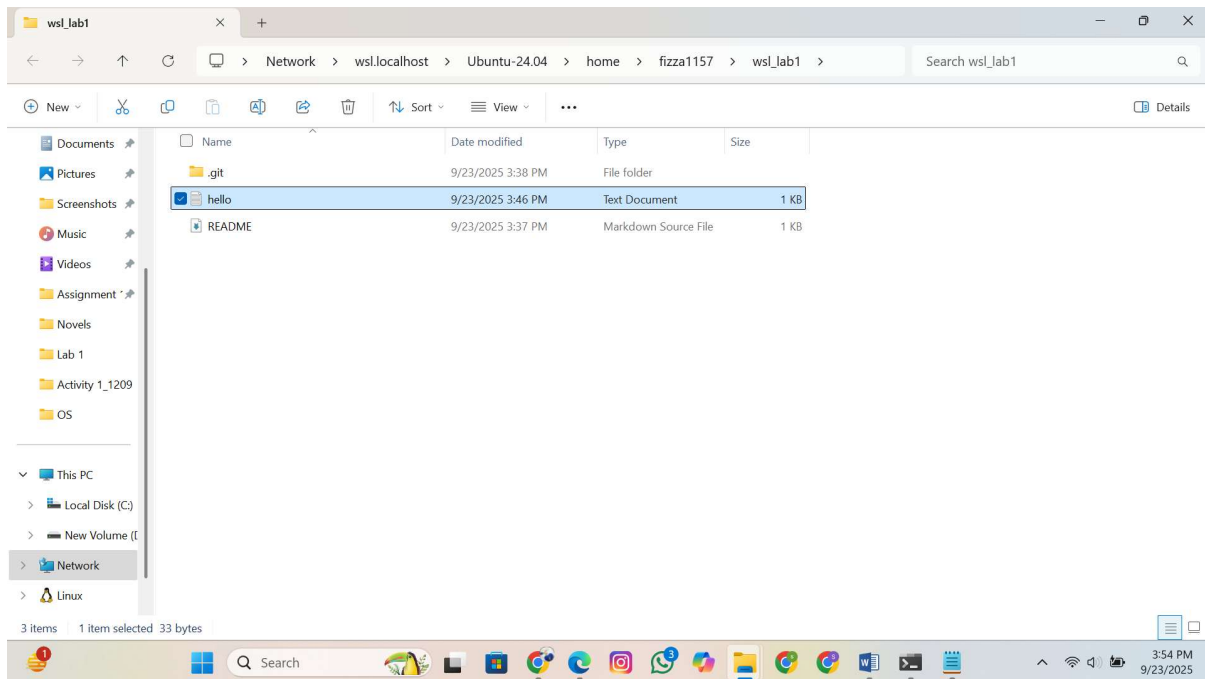 wsl_lab1
Network > wsl.localhost > Ubuntu-24.04 > home > fizza1157 > wsl_lab1 >
Search wsl_lab1
New
Sort
View
Details
Documents
Pictures
Screenshots
Music
Videos
Assignment
Novels
Lab 1
Activity 1_1209
OS
This PC
Local Disk (C:)
New Volume (
Network
Linux
Name Date modified Type Size
.git 9/23/2025 3:38 PM File folder
hello 9/23/2025 3:46 PM Text Document 1 KB
README 9/23/2025 3:37 PM Markdown Source File 1 KB
3 items 1 item selected 33 bytes
1
Search
3
3:54 PM
9/23/2025